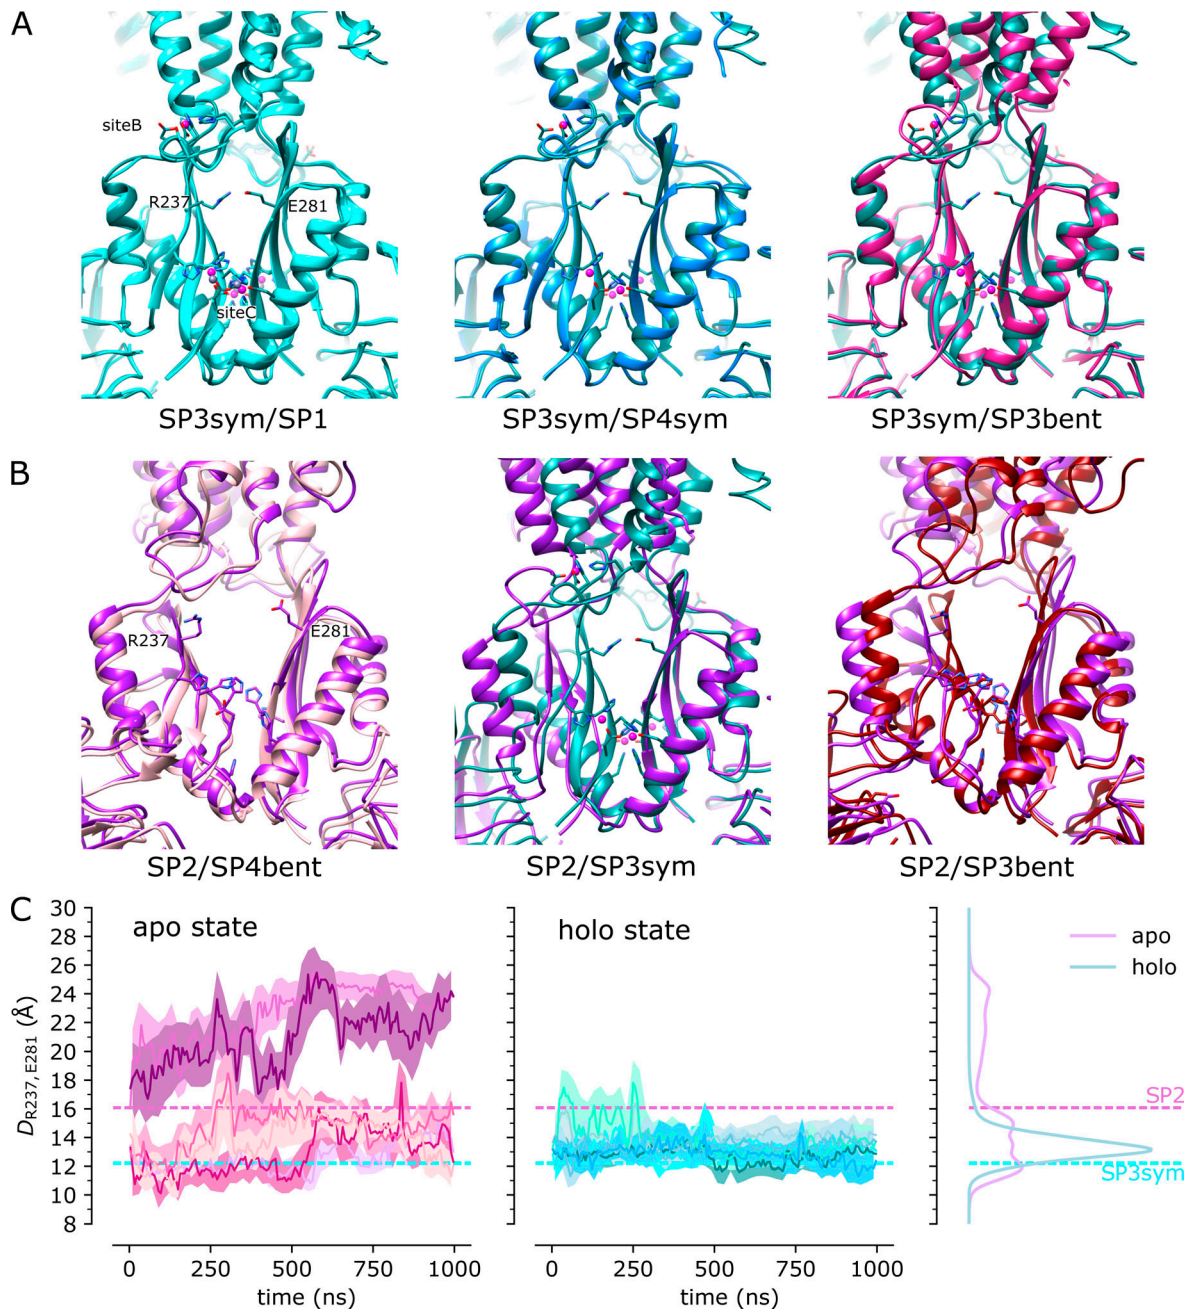 A
siteB
R237
E281
siteC
SP3sym/SP1
SP3sym/SP4sym
SP3sym/SP3bent
B
R237
E281
SP2/SP4bent
SP2/SP3sym
SP2/SP3bent
C
apo state
holo state
apo
holo
SP2
SP3sym
D R237, E281 (Å)
30
28
26
24
22
20
18
16
14
12
10
8
0
250
500
750
1000
time (ns)
0
250
500
750
1000
time (ns)